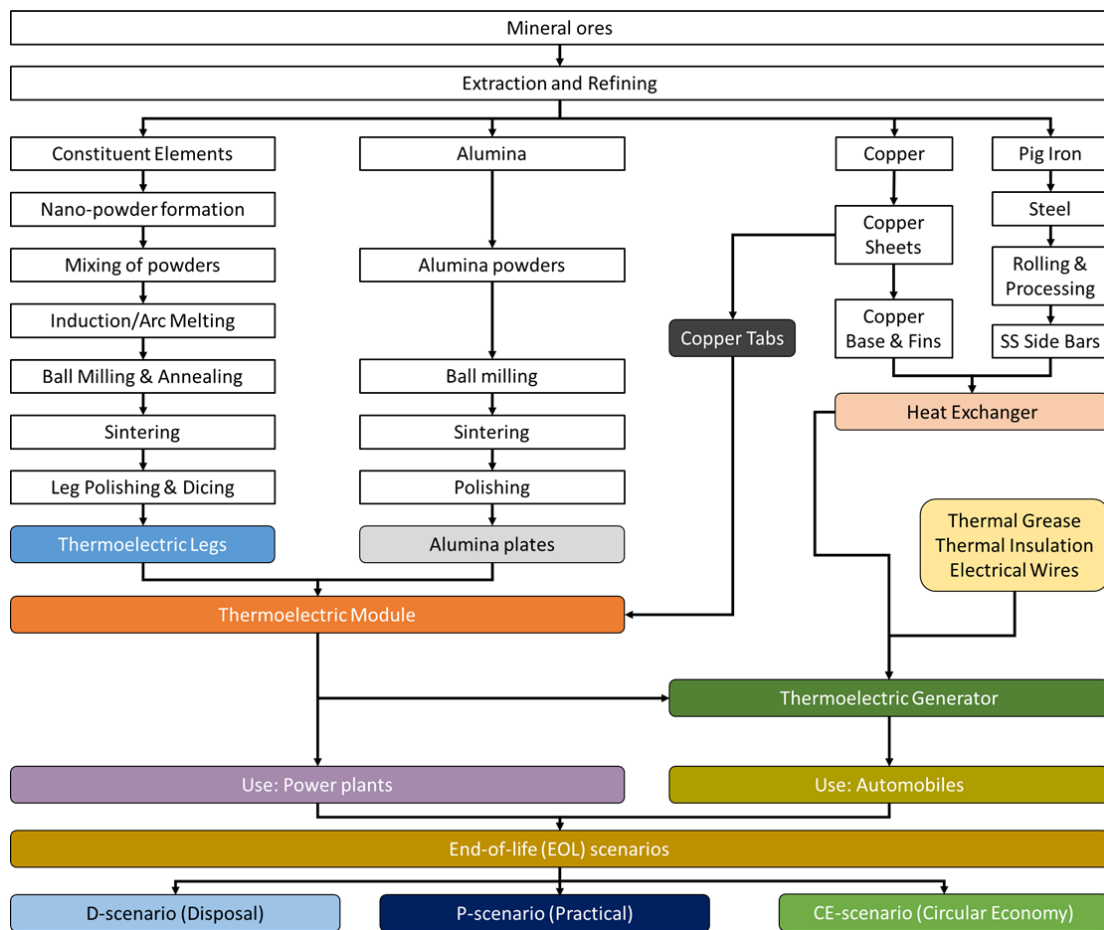 Mineral ores
Extraction and Refining
Constituent Elements
Alumina
Copper
Pig Iron
Nano-powder formation
Copper
Sheets
Steel
Mixing of powders
Alumina powders
Rolling &
Processing
Induction/Arc Melting
Copper Tabs
Copper
Base & Fins
SS Side Bars
Ball Milling & Annealing
Ball milling
Heat Exchanger
Sintering
Sintering
Leg Polishing & Dicing
Polishing
Thermal Grease
Thermal Insulation
Electrical Wires
Thermoelectric Legs
Alumina plates
Thermoelectric Module
Thermoelectric Generator
Use: Power plants
Use: Automobiles
End-of-life (EOL) scenarios
D-scenario (Disposal)
P-scenario (Practical)
CE-scenario (Circular Economy)